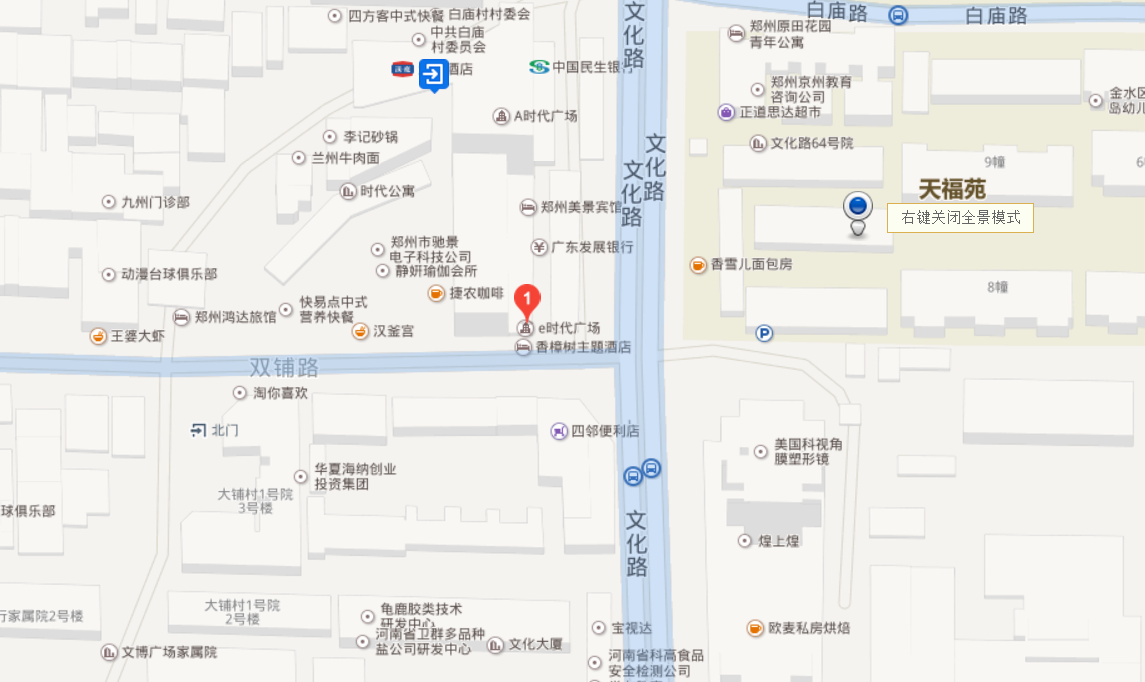 四方客中式快餐
白庙村村委会
中共白庙
村委员会
酒店
中国民生银行
A时代广场
李记砂锅
兰州牛肉面
时代公寓
九州门诊部
郑州美景宾馆
郑州市驰景
电子科技公司
静妍瑜伽会所
广东发展银行
动漫台球俱乐部
捷农咖啡
快易点中式
营养快餐
郑州鸿达旅馆
汉釜宫
王婆大虾
1
e时代广场
香樟树主题酒店
双铺路
文化路
文化路
文化路
文化路
白庙路
白庙路
郑州原田花园
青年公寓
郑州京州教育
咨询公司
正道思达超市
文化路64号院
金水区
岛幼儿
9幢
6
天福苑
右键关闭全景模式
香雪儿面包房
8幢
P
淘你喜欢
北门
四邻便利店
华夏海纳创业
投资集团
大铺村1号院
3号楼
球俱乐部
美国科视角
膜塑形镜
煌上煌
大铺村1号院
2号楼
行家属院2号楼
龟鹿胶类技术
研发中心
河南省卫群多品种
盐公司研发中心
文化大厦
宝视达
欧麦私房烘焙
文博广场家属院
河南省科高食品
安全检测公司